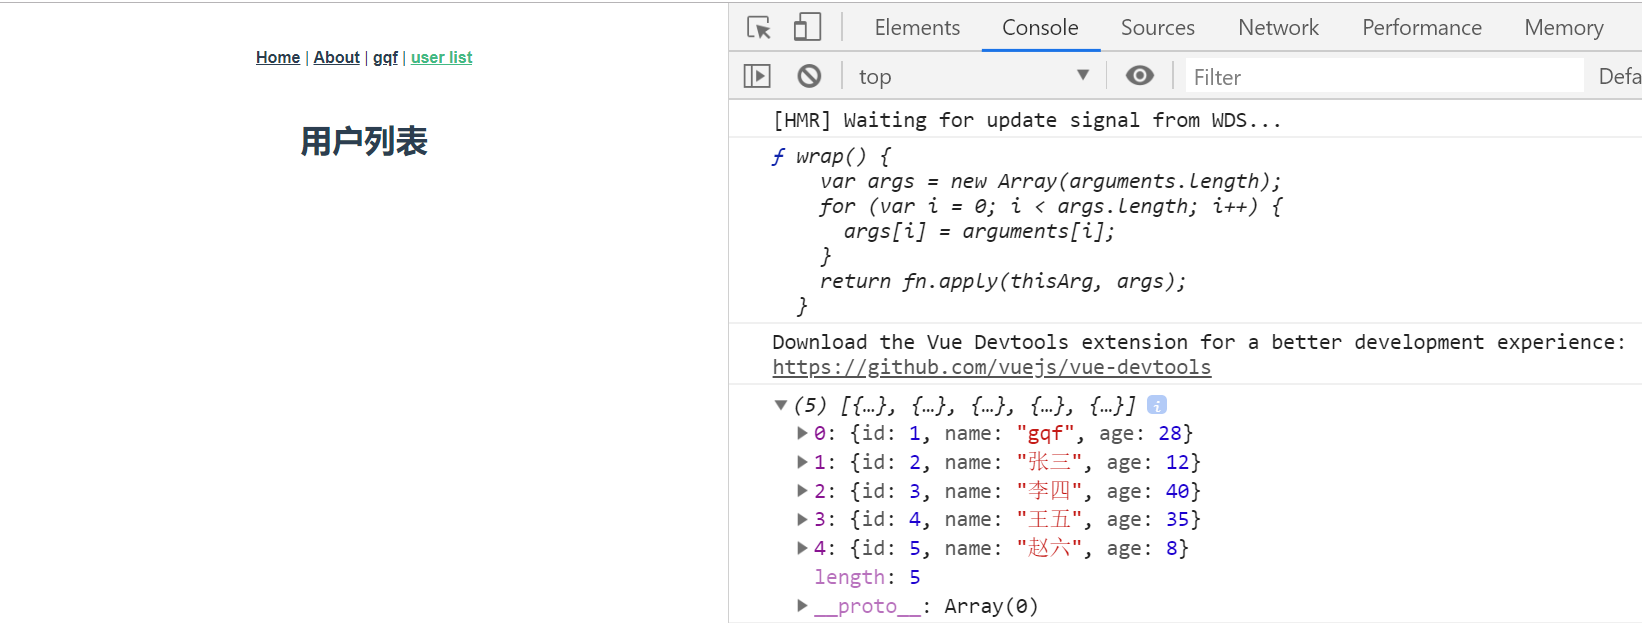 Home | About | gqf | user list
用户列表
Elements Console Sources Network Performance Memory
top ▼ Filter Defa
[HMR] Waiting for update signal from WDS...
ƒ wrap() {
var args = new Array(arguments.length);
for (var i = 0; i < args.length; i++) {
args[i] = arguments[i];
}
return fn.apply(thisArg, args);
}
Download the Vue Devtools extension for a better development experience:
https://github.com/vuejs/vue-devtools
▼(5) [{…}, {…}, {…}, {…}, {…}] i
▶0: {id: 1, name: "gqf", age: 28}
▶1: {id: 2, name: "张三", age: 12}
▶2: {id: 3, name: "李四", age: 40}
▶3: {id: 4, name: "王五", age: 35}
▶4: {id: 5, name: "赵六", age: 8}
length: 5
▶__proto__: Array(0)